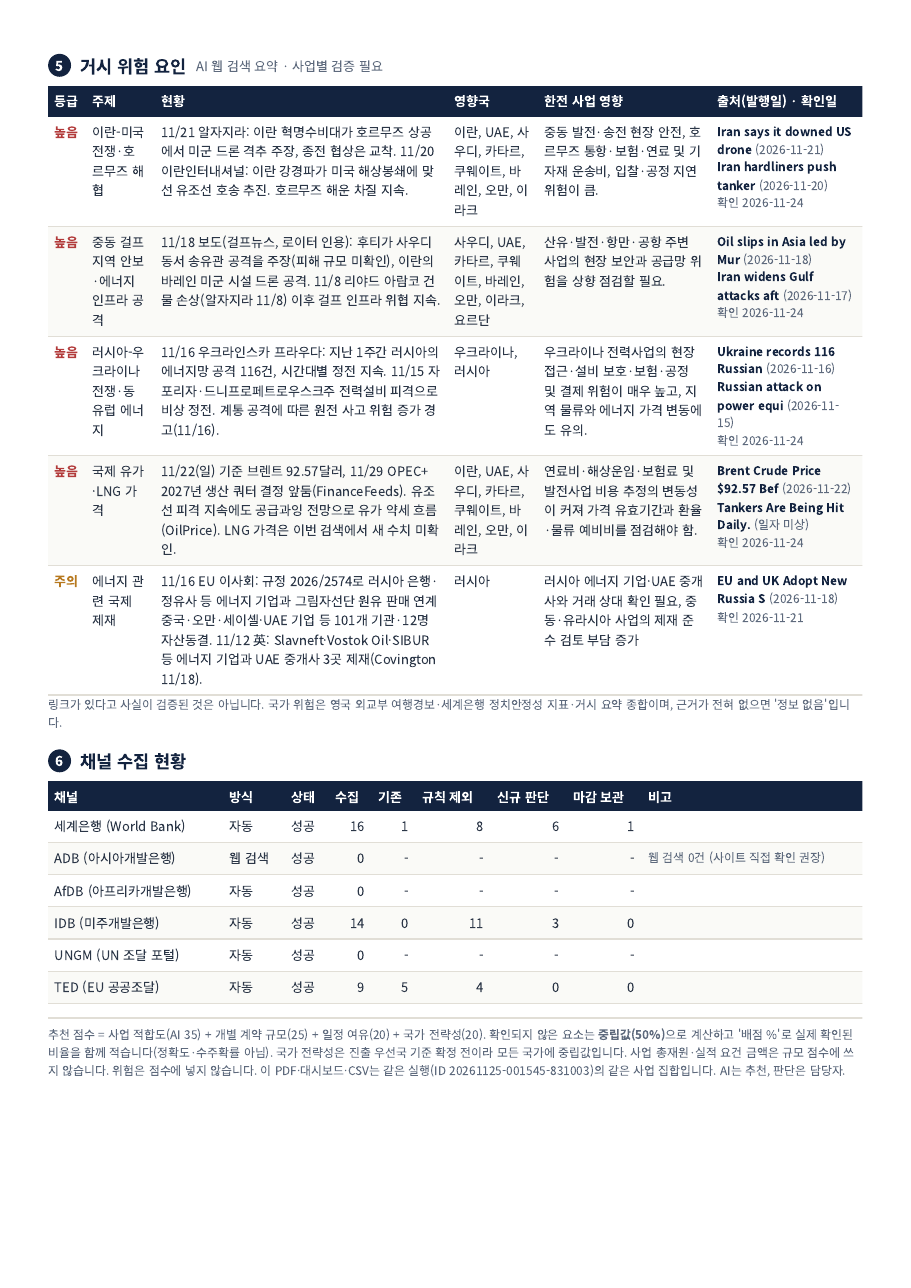 5 거시 위험 요인 AI 웹 검색 요약 · 사업별 검증 필요
등급 주제 현황 영향국 한전 사업 영향 출처(발행일) · 확인일
높음
이란-미국
전쟁·호
르무즈 해
협
11/21 알자지라: 이란 혁명수비대가 호르무즈 상공
에서 미군 드론 격추 주장, 종전 협상은 교착. 11/20
이란인터내셔널: 이란 강경파가 미국 해상봉쇄에 맞
선 유조선 호송 추진. 호르무즈 해운 차질 지속.
이란, UAE, 사
우디, 카타르,
쿠웨이트, 바
레인, 오만, 이
라크
중동 발전·송전 현장 안전, 호
르무즈 통항·보험·연료 및 기
자재 운송비, 입찰·공정 지연
위험이 큼.
Iran says it downed US
drone (2026-11-21)
Iran hardliners push
tanker (2026-11-20)
확인 2026-11-24
높음
중동 걸프
지역 안보
·에너지
인프라 공
격
11/18 보도(걸프뉴스, 로이터 인용): 후티가 사우디
동서 송유관 공격을 주장(피해 규모 미확인), 이란의
바레인 미군 시설 드론 공격. 11/8 리야드 아람코 건
물 손상(알자지라 11/8) 이후 걸프 인프라 위협 지속.
사우디, UAE,
카타르, 쿠웨
이트, 바레인,
오만, 이라크,
요르단
산유·발전·항만·공항 주변
사업의 현장 보안과 공급망 위
험을 상향 점검할 필요.
Oil slips in Asia led by
Mur (2026-11-18)
Iran widens Gulf
attacks aft (2026-11-17)
확인 2026-11-24
높음
러시아-우
크라이나
전쟁·동
유럽 에너
지
11/16 우크라인스카 프라우다: 지난 1주간 러시아의
에너지망 공격 116건, 시간대별 정전 지속. 11/15 자
포리자·드니프로페트로우스크주 전력설비 피격으로
비상 정전. 계통 공격에 따른 원전 사고 위험 증가 경
고(11/16).
우크라이나,
러시아
우크라이나 전력사업의 현장
접근·설비 보호·보험·공정
및 결제 위험이 매우 높고, 지
역 물류와 에너지 가격 변동에
도 유의.
Ukraine records 116
Russian (2026-11-16)
Russian attack on
power equi (2026-11-
15)
확인 2026-11-24
높음
국제 유가
·LNG 가
격
11/22(일) 기준 브렌트 92.57달러, 11/29 OPEC+
2027년 생산 쿼터 결정 앞둠(FinanceFeeds). 유조
선 피격 지속에도 공급과잉 전망으로 유가 약세 흐름
(OilPrice). LNG 가격은 이번 검색에서 새 수치 미확
인.
이란, UAE, 사
우디, 카타르,
쿠웨이트, 바
레인, 오만, 이
라크
연료비·해상운임·보험료 및
발전사업 비용 추정의 변동성
이 커져 가격 유효기간과 환율
·물류 예비비를 점검해야 함.
Brent Crude Price
$92.57 Bef (2026-11-22)
Tankers Are Being Hit
Daily. (일자 미상)
확인 2026-11-24
주의
에너지 관
련 국제
제재
11/16 EU 이사회: 규정 2026/2574로 러시아 은행·
정유사 등 에너지 기업과 그림자선단 원유 판매 연계
중국·오만·세이셸·UAE 기업 등 101개 기관·12명
자산동결. 11/12 英: Slavneft·Vostok Oil·SIBUR
등 에너지 기업과 UAE 중개사 3곳 제재(Covington
11/18).
러시아
러시아 에너지 기업·UAE 중개
사와 거래 상대 확인 필요, 중
동·유라시아 사업의 제재 준
수 검토 부담 증가
EU and UK Adopt New
Russia S (2026-11-18)
확인 2026-11-21
링크가 있다고 사실이 검증된 것은 아닙니다. 국가 위험은 영국 외교부 여행경보·세계은행 정치안정성 지표·거시 요약 종합이며, 근거가 전혀 없으면 '정보 없음'입니
다.
6 채널 수집 현황
채널 방식 상태 수집 기존 규칙 제외 신규 판단 마감 보관 비고
세계은행 (World Bank) 자동 성공 16 1 8 6 1
ADB (아시아개발은행) 웹 검색 성공 0 - - - - 웹 검색 0건 (사이트 직접 확인 권장)
AfDB (아프리카개발은행) 자동 성공 0 - - - -
IDB (미주개발은행) 자동 성공 14 0 11 3 0
UNGM (UN 조달 포털) 자동 성공 0 - - - -
TED (EU 공공조달) 자동 성공 9 5 4 0 0
추천 점수 = 사업 적합도(AI 35) + 개별 계약 규모(25) + 일정 여유(20) + 국가 전략성(20). 확인되지 않은 요소는 중립값(50%)으로 계산하고 '배점 %'로 실제 확인된
비율을 함께 적습니다(정확도·수주확률 아님). 국가 전략성은 진출 우선국 기준 확정 전이라 모든 국가에 중립값입니다. 사업 총재원·실적 요건 금액은 규모 점수에 쓰
지 않습니다. 위험은 점수에 넣지 않습니다. 이 PDF·대시보드·CSV는 같은 실행(ID 20261125-001545-831003)의 같은 사업 집합입니다. AI는 추천, 판단은 담당자.